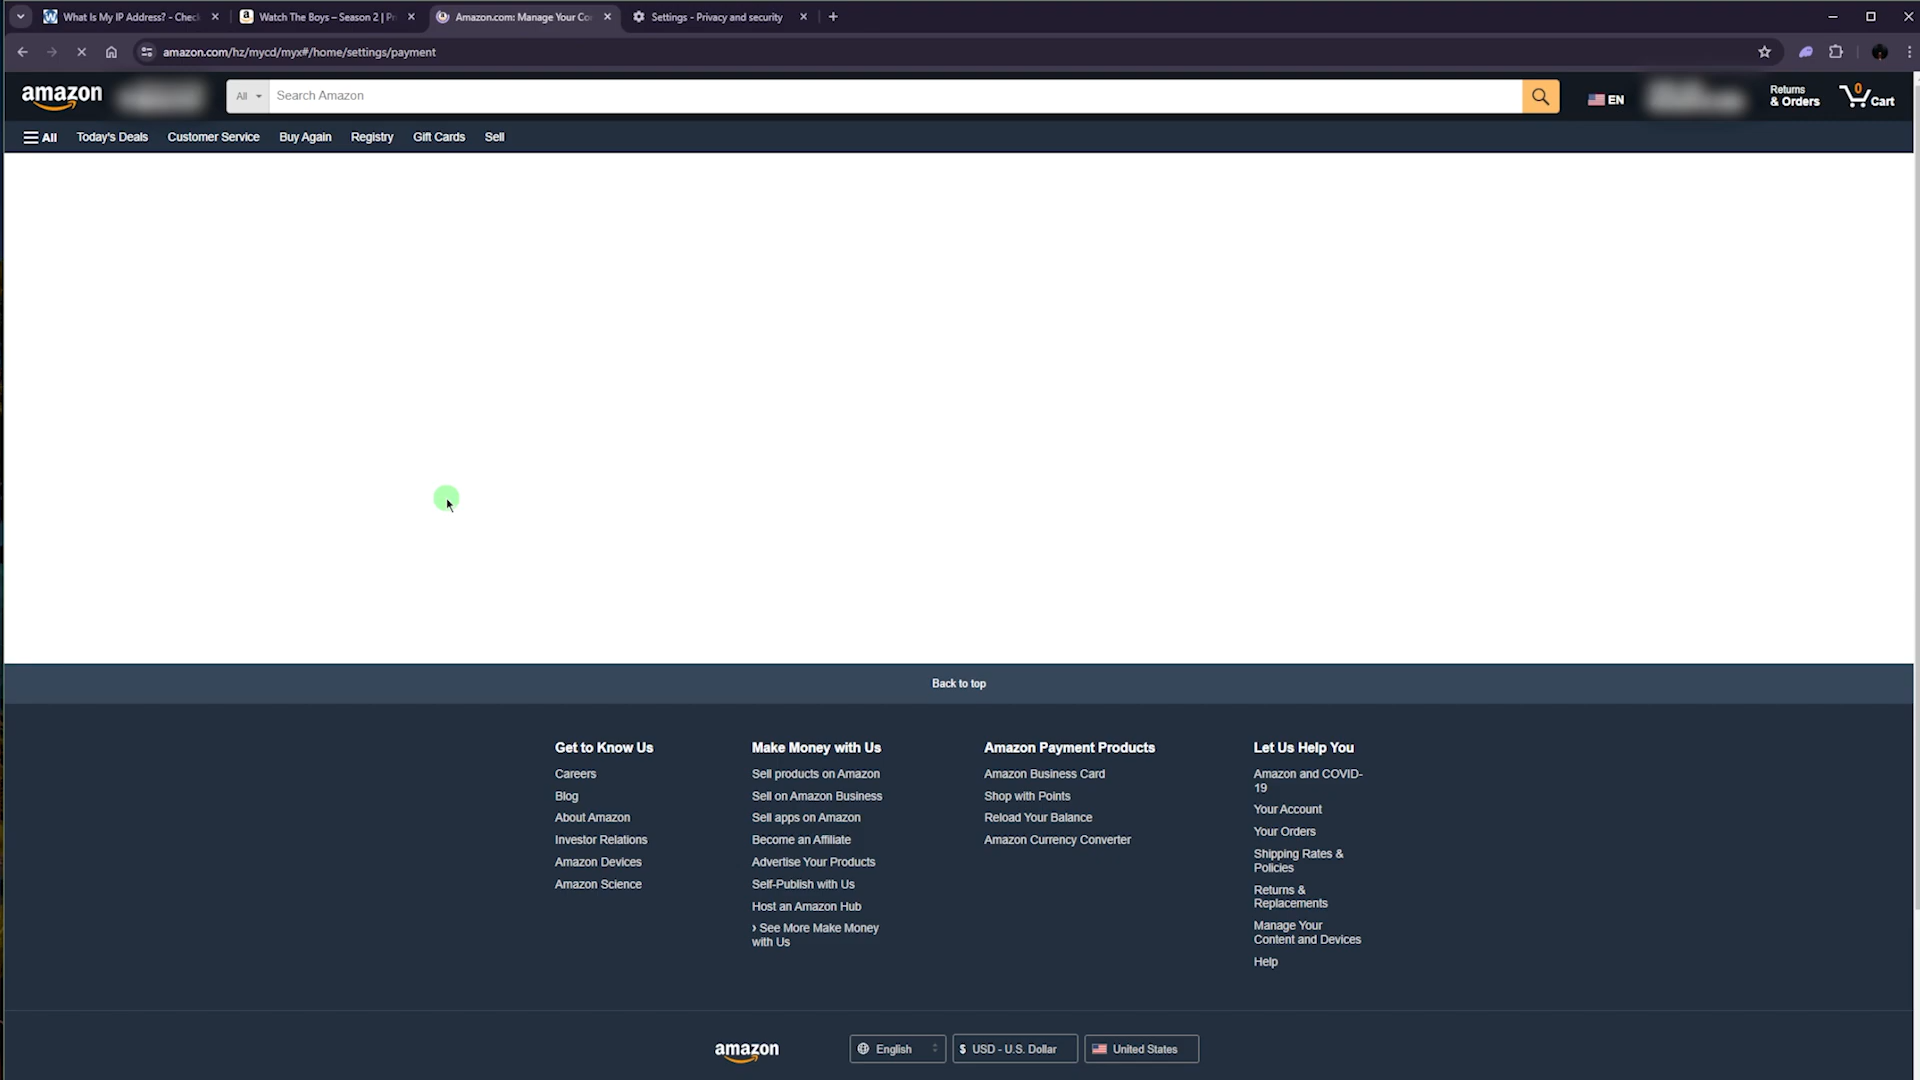 What Is My IP Address? - Chec
Watch The Boys – Season 2 | Pr
Amazon.com: Manage Your Co
Settings - Privacy and security
amazon.com/hz/mycd/myx#/home/settings/payment
amazon
All
Search Amazon
EN
Returns
& Orders
0
Cart
All
Today's Deals
Customer Service
Buy Again
Registry
Gift Cards
Sell
Back to top
Get to Know Us
Careers
Blog
About Amazon
Investor Relations
Amazon Devices
Amazon Science
Make Money with Us
Sell products on Amazon
Sell on Amazon Business
Sell apps on Amazon
Become an Affiliate
Advertise Your Products
Self-Publish with Us
Host an Amazon Hub
› See More Make Money
with Us
Amazon Payment Products
Amazon Business Card
Shop with Points
Reload Your Balance
Amazon Currency Converter
Let Us Help You
Amazon and COVID-
19
Your Account
Your Orders
Shipping Rates &
Policies
Returns &
Replacements
Manage Your
Content and Devices
Help
amazon
English
$ USD - U.S. Dollar
United States